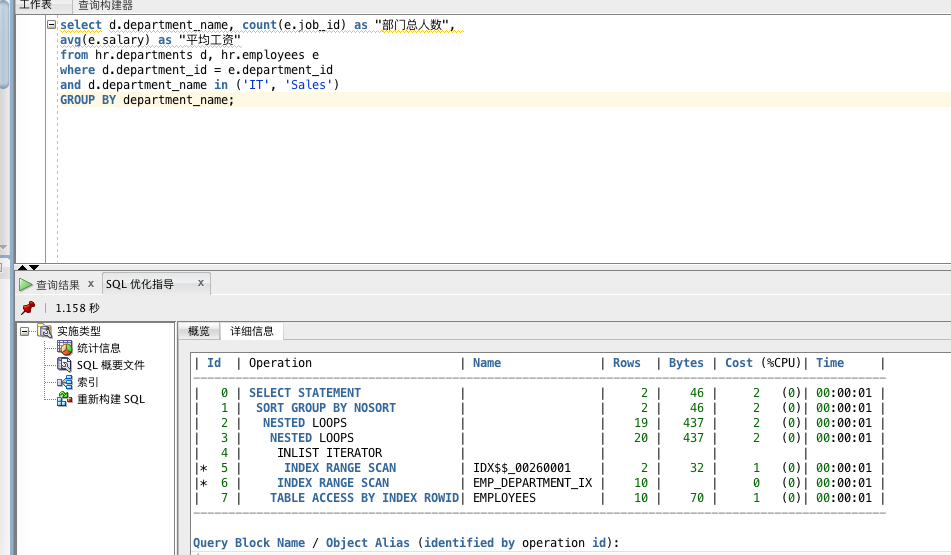 工作表 查询构建器
select d.department_name, count(e.job_id) as "部门总人数",
avg(e.salary) as "平均工资"
from hr.departments d, hr.employees e
where d.department_id = e.department_id
and d.department_name in ('IT', 'Sales')
GROUP BY department_name;
查询结果 x SQL 优化指导 x
1.158 秒
实施类型
统计信息
SQL 概要文件
索引
重新构建 SQL
概览 详细信息
| Id | Operation | Name | Rows | Bytes | Cost (%CPU)| Time |
| 0 | SELECT STATEMENT | | 2 | 46 | 2 (0)| 00:00:01 |
| 1 | SORT GROUP BY NOSORT | | 2 | 46 | 2 (0)| 00:00:01 |
| 2 | NESTED LOOPS | | 19 | 437 | 2 (0)| 00:00:01 |
| 3 | NESTED LOOPS | | 20 | 437 | 2 (0)| 00:00:01 |
| 4 | INLIST ITERATOR | | | | | |
|* 5 | INDEX RANGE SCAN | IDX$$_00260001 | 2 | 32 | 1 (0)| 00:00:01 |
|* 6 | INDEX RANGE SCAN | EMP_DEPARTMENT_IX | 10 | | 0 (0)| 00:00:01 |
| 7 | TABLE ACCESS BY INDEX ROWID| EMPLOYEES | 10 | 70 | 1 (0)| 00:00:01 |
Query Block Name / Object Alias (identified by operation id):